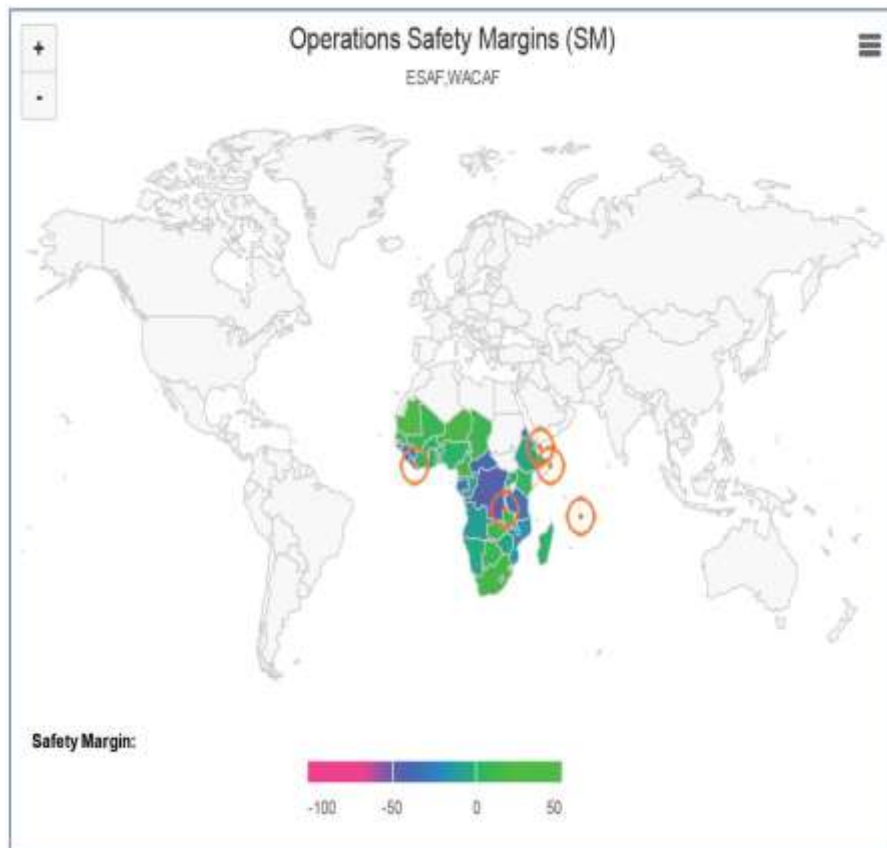 +
-
Operations Safety Margins (SM)
ESAF,WACAF
Safety Margin:
-100 -50 0 50